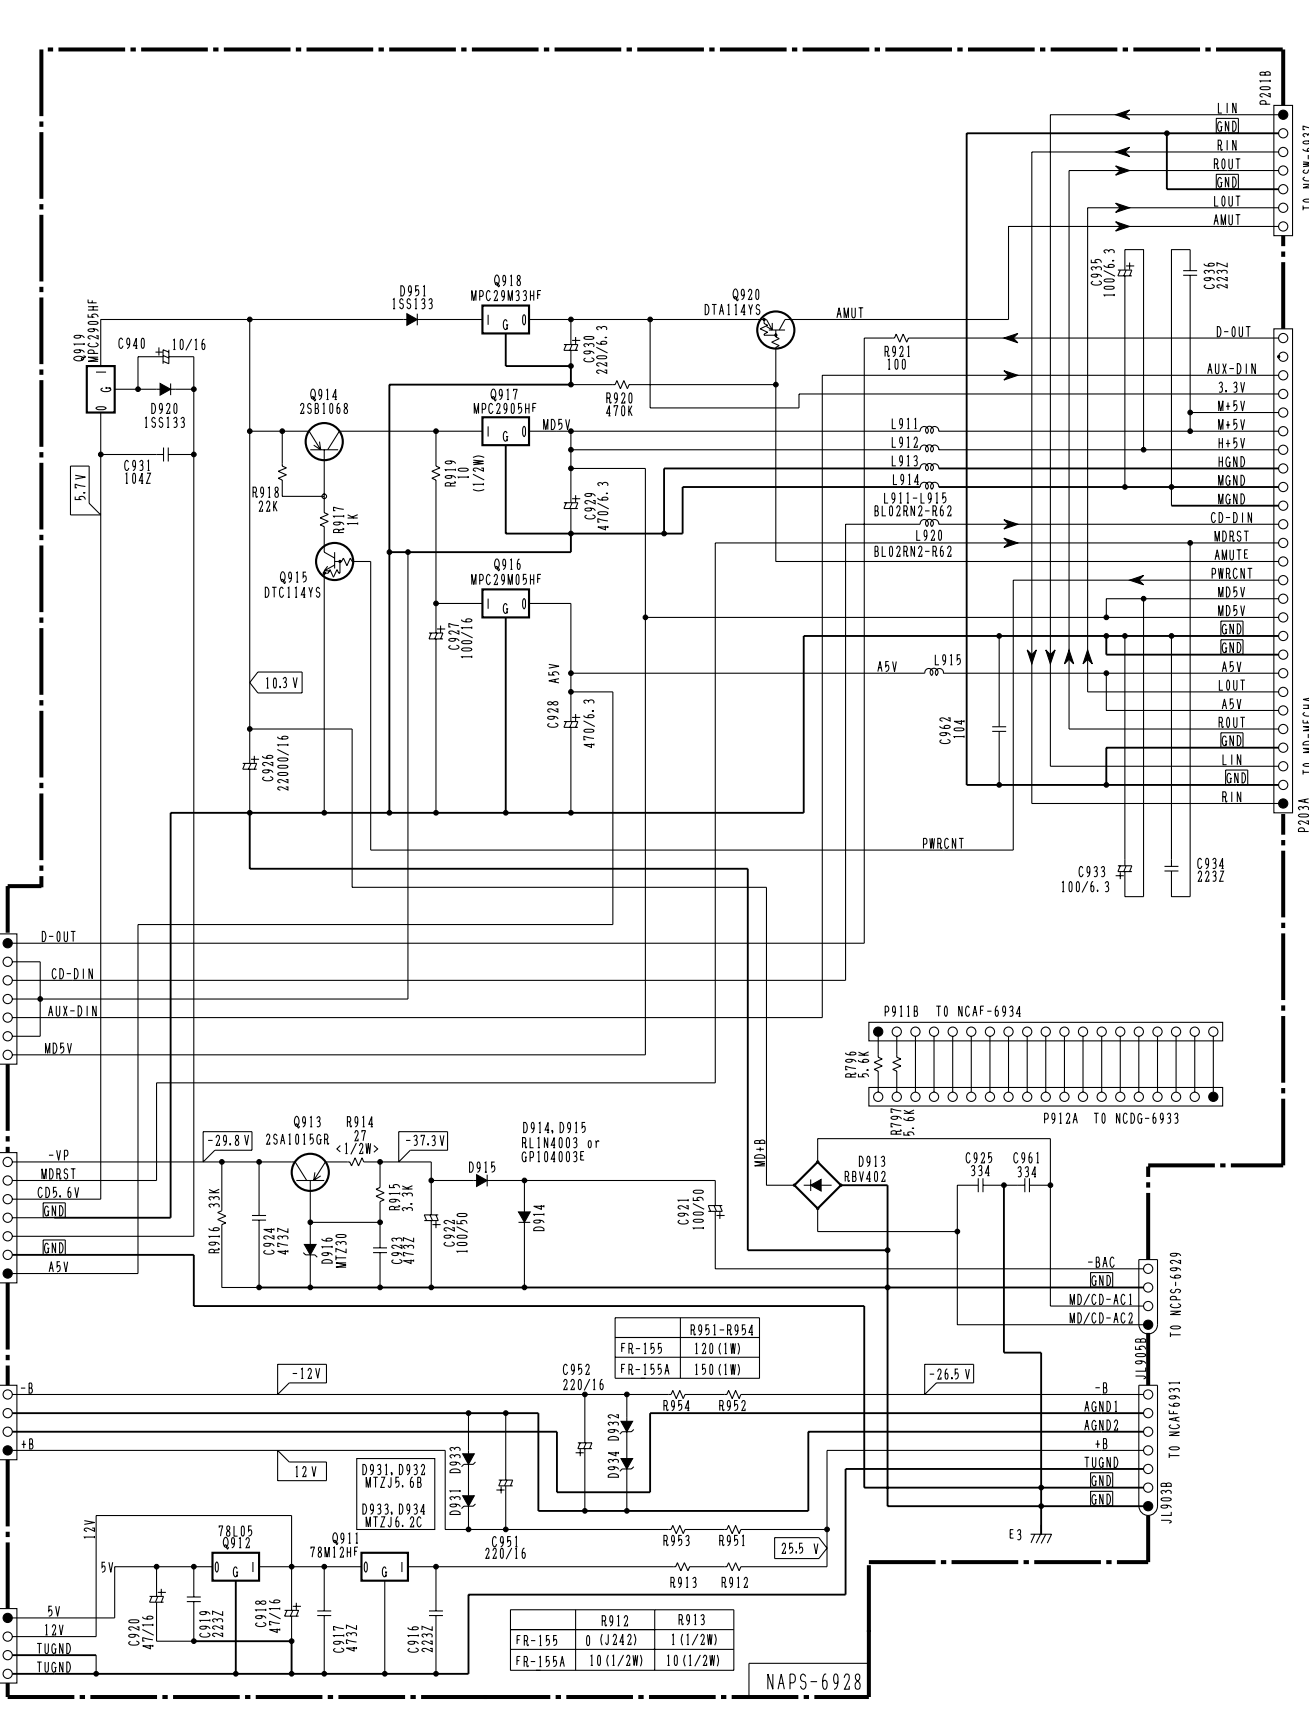 P201B
LIN
GND
RIN
ROUT
GND
LOUT
AMUT
TO NCSW-6937
C935
100/6.3
C936
223Z
Q918
MPC29M33HF
D951
1SS133
I G O
Q920
DTA114YS
AMUT
C930
220/6.3
Q919
MPC2905HF
C940
10/16
I G O
D920
1SS133
C931
104Z
5.7V
R921
100
D-OUT
AUX-DIN
3.3V
M+5V
M+5V
H+5V
HGND
MGND
MGND
CD-DIN
MDRST
AMUTE
PWRCNT
MD5V
MD5V
GND
GND
A5V
LOUT
A5V
ROUT
GND
LIN
GND
RIN
P203A
TO MD-MECHA
R920
470K
Q914
2SB1068
Q917
MPC2905HF
MD5V
I G O
R918
22K
R917
1K
R919
10
(1/2W)
C929
470/6.3
L911
L912
L913
L914
L911-L915
BL02RN2-R62
L920
BL02RN2-R62
Q915
DTC114YS
Q916
MPC29M05HF
I G O
C927
100/16
10.3V
A5V
A5V
L915
C928
470/6.3
C962
104
C926
22000/16
PWRCNT
C933
100/6.3
C934
223Z
D-OUT
CD-DIN
AUX-DIN
MD5V
P911B TO NCAF-6934
R796
5.6K
R797
5.6K
P912A TO NCDG-6933
-VP
MDRST
CD5.6V
GND
GND
A5V
-29.8V
Q913
2SA1015GR
R914
27
<1/2W>
-37.3V
D914,D915
RL1N4003 or
GP104003E
D915
R916 33K
C924
473Z
D916
MTZ30
R915
3.3K
C923
473Z
C922
100/50
D914
C921
100/50
MD+B
D913
RBV402
C925
334
C961
334
-BAC
GND
MD/CD-AC1
MD/CD-AC2
TO NCPS-6929
JL905B
R951-R954
FR-155 120(1W)
FR-155A 150(1W)
-B
+B
-12V
12V
C952
220/16
R954 R952
-26.5V
D932
D934
D933
D931
D931,D932
MTZJ5.6B
D933,D934
MTZJ6.2C
C951
220/16
R953 R951
25.5V
R913 R912
-B
AGND1
AGND2
+B
TUGND
GND
GND
TO NCAF6931
JL903B
E3
12V
5V
78L05
Q912
O G I
Q911
78M12HF
O G I
C920
47/16
C919
223Z
C918
47/16
C917
473Z
C916
223Z
5V
12V
TUGND
TUGND
R912 R913
FR-155 0 (J242) 1(1/2W)
FR-155A 10(1/2W) 10(1/2W)
NAPS-6928